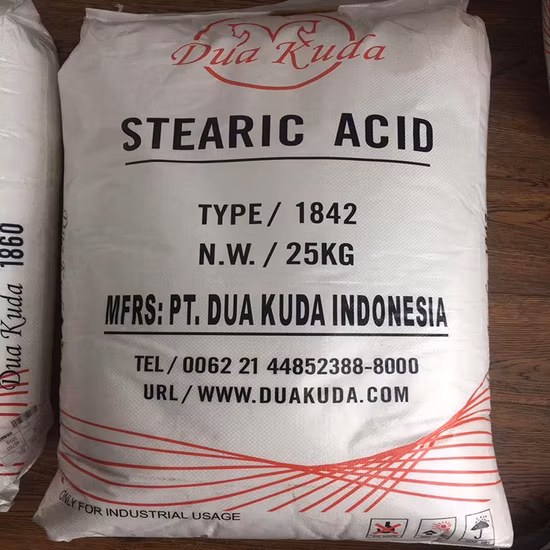 Dua Kuda
STEARIC ACID
TYPE/ 1842
N.W. / 25KG
MFRS: PT. DUA KUDA INDONESIA
TEL/ 0062 21 44852388-8000
URL/ WWW.DUAKUDA.COM
ONLY FOR INDUSTRIAL USAGE
Dua Kuda 1860